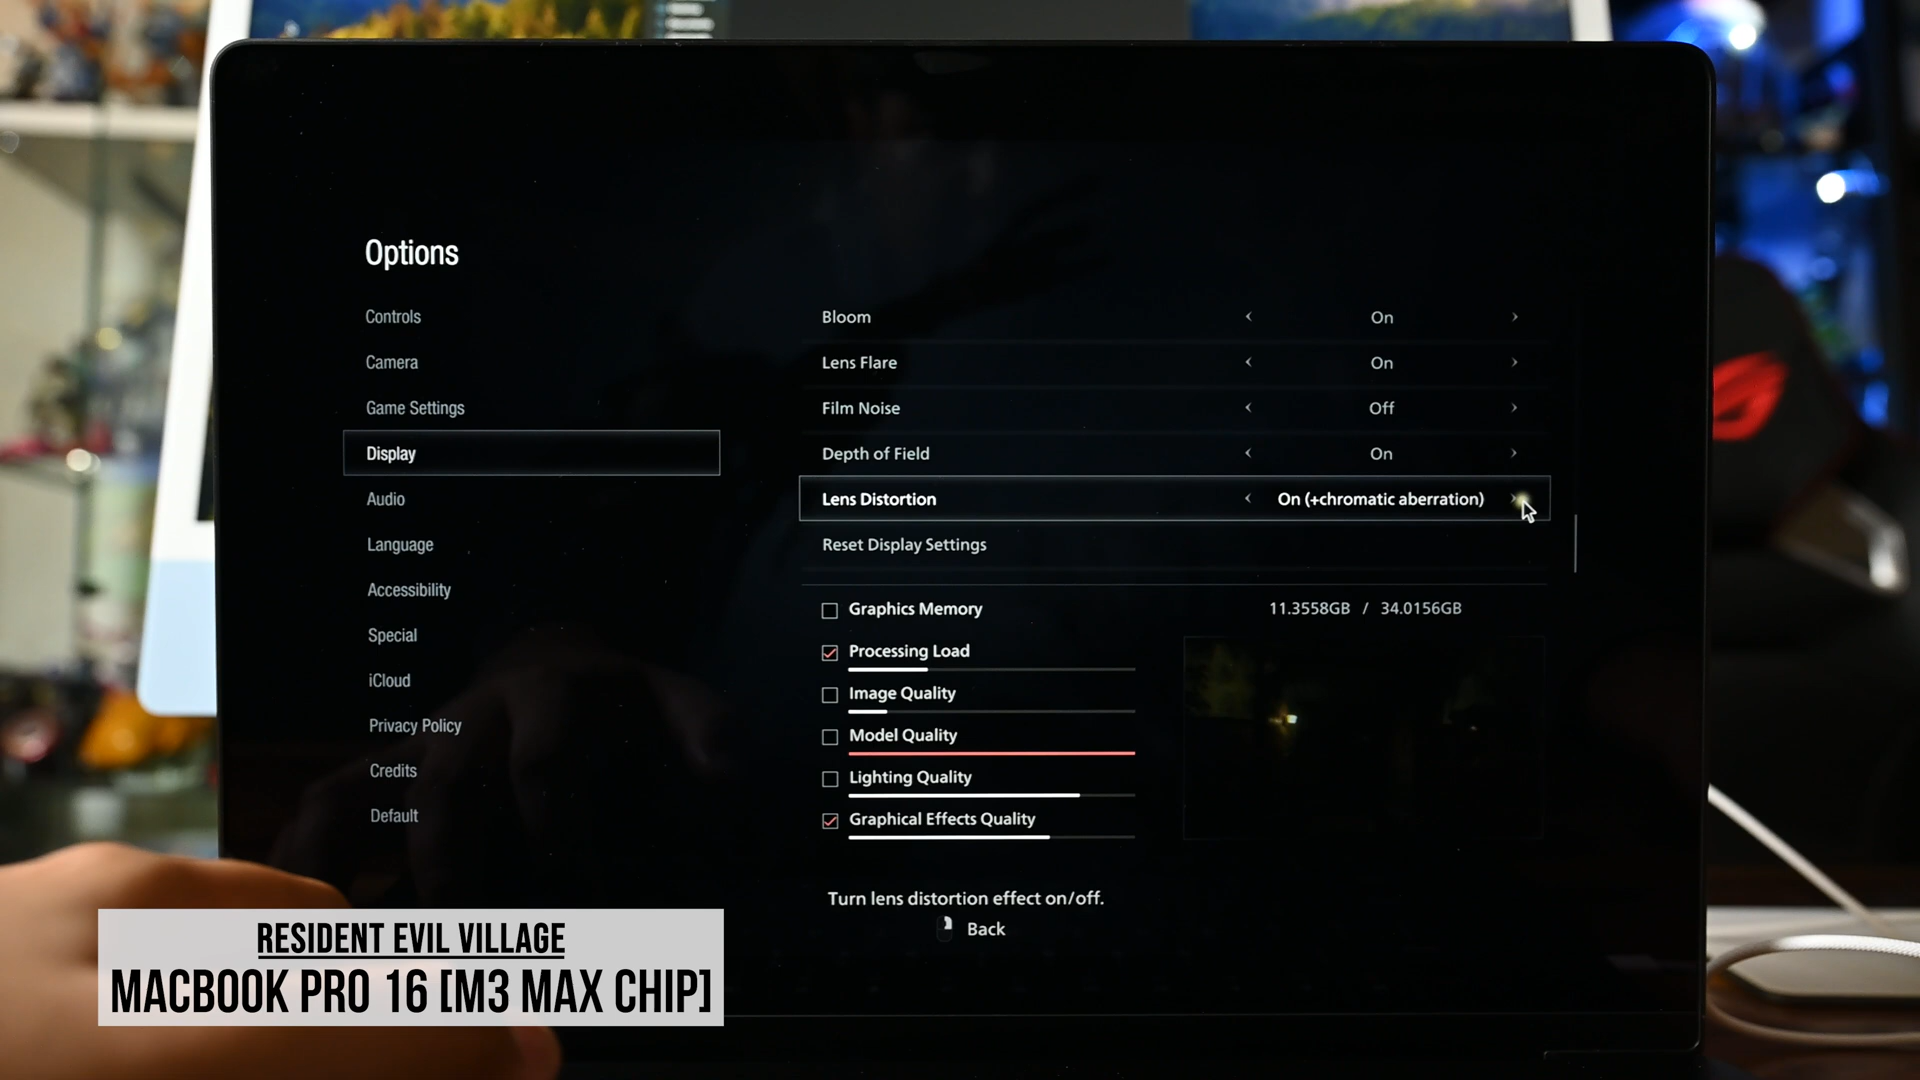 Options
Controls
Camera
Game Settings
Display
Audio
Language
Accessibility
Special
iCloud
Privacy Policy
Credits
Default
Bloom < On >
Lens Flare < On >
Film Noise < Off >
Depth of Field < On >
Lens Distortion < On (+chromatic aberration) >
Reset Display Settings
Graphics Memory 11.3558GB / 34.0156GB
Processing Load
Image Quality
Model Quality
Lighting Quality
Graphical Effects Quality
Turn lens distortion effect on/off.
Back
RESIDENT EVIL VILLAGE
MACBOOK PRO 16 [M3 MAX CHIP]